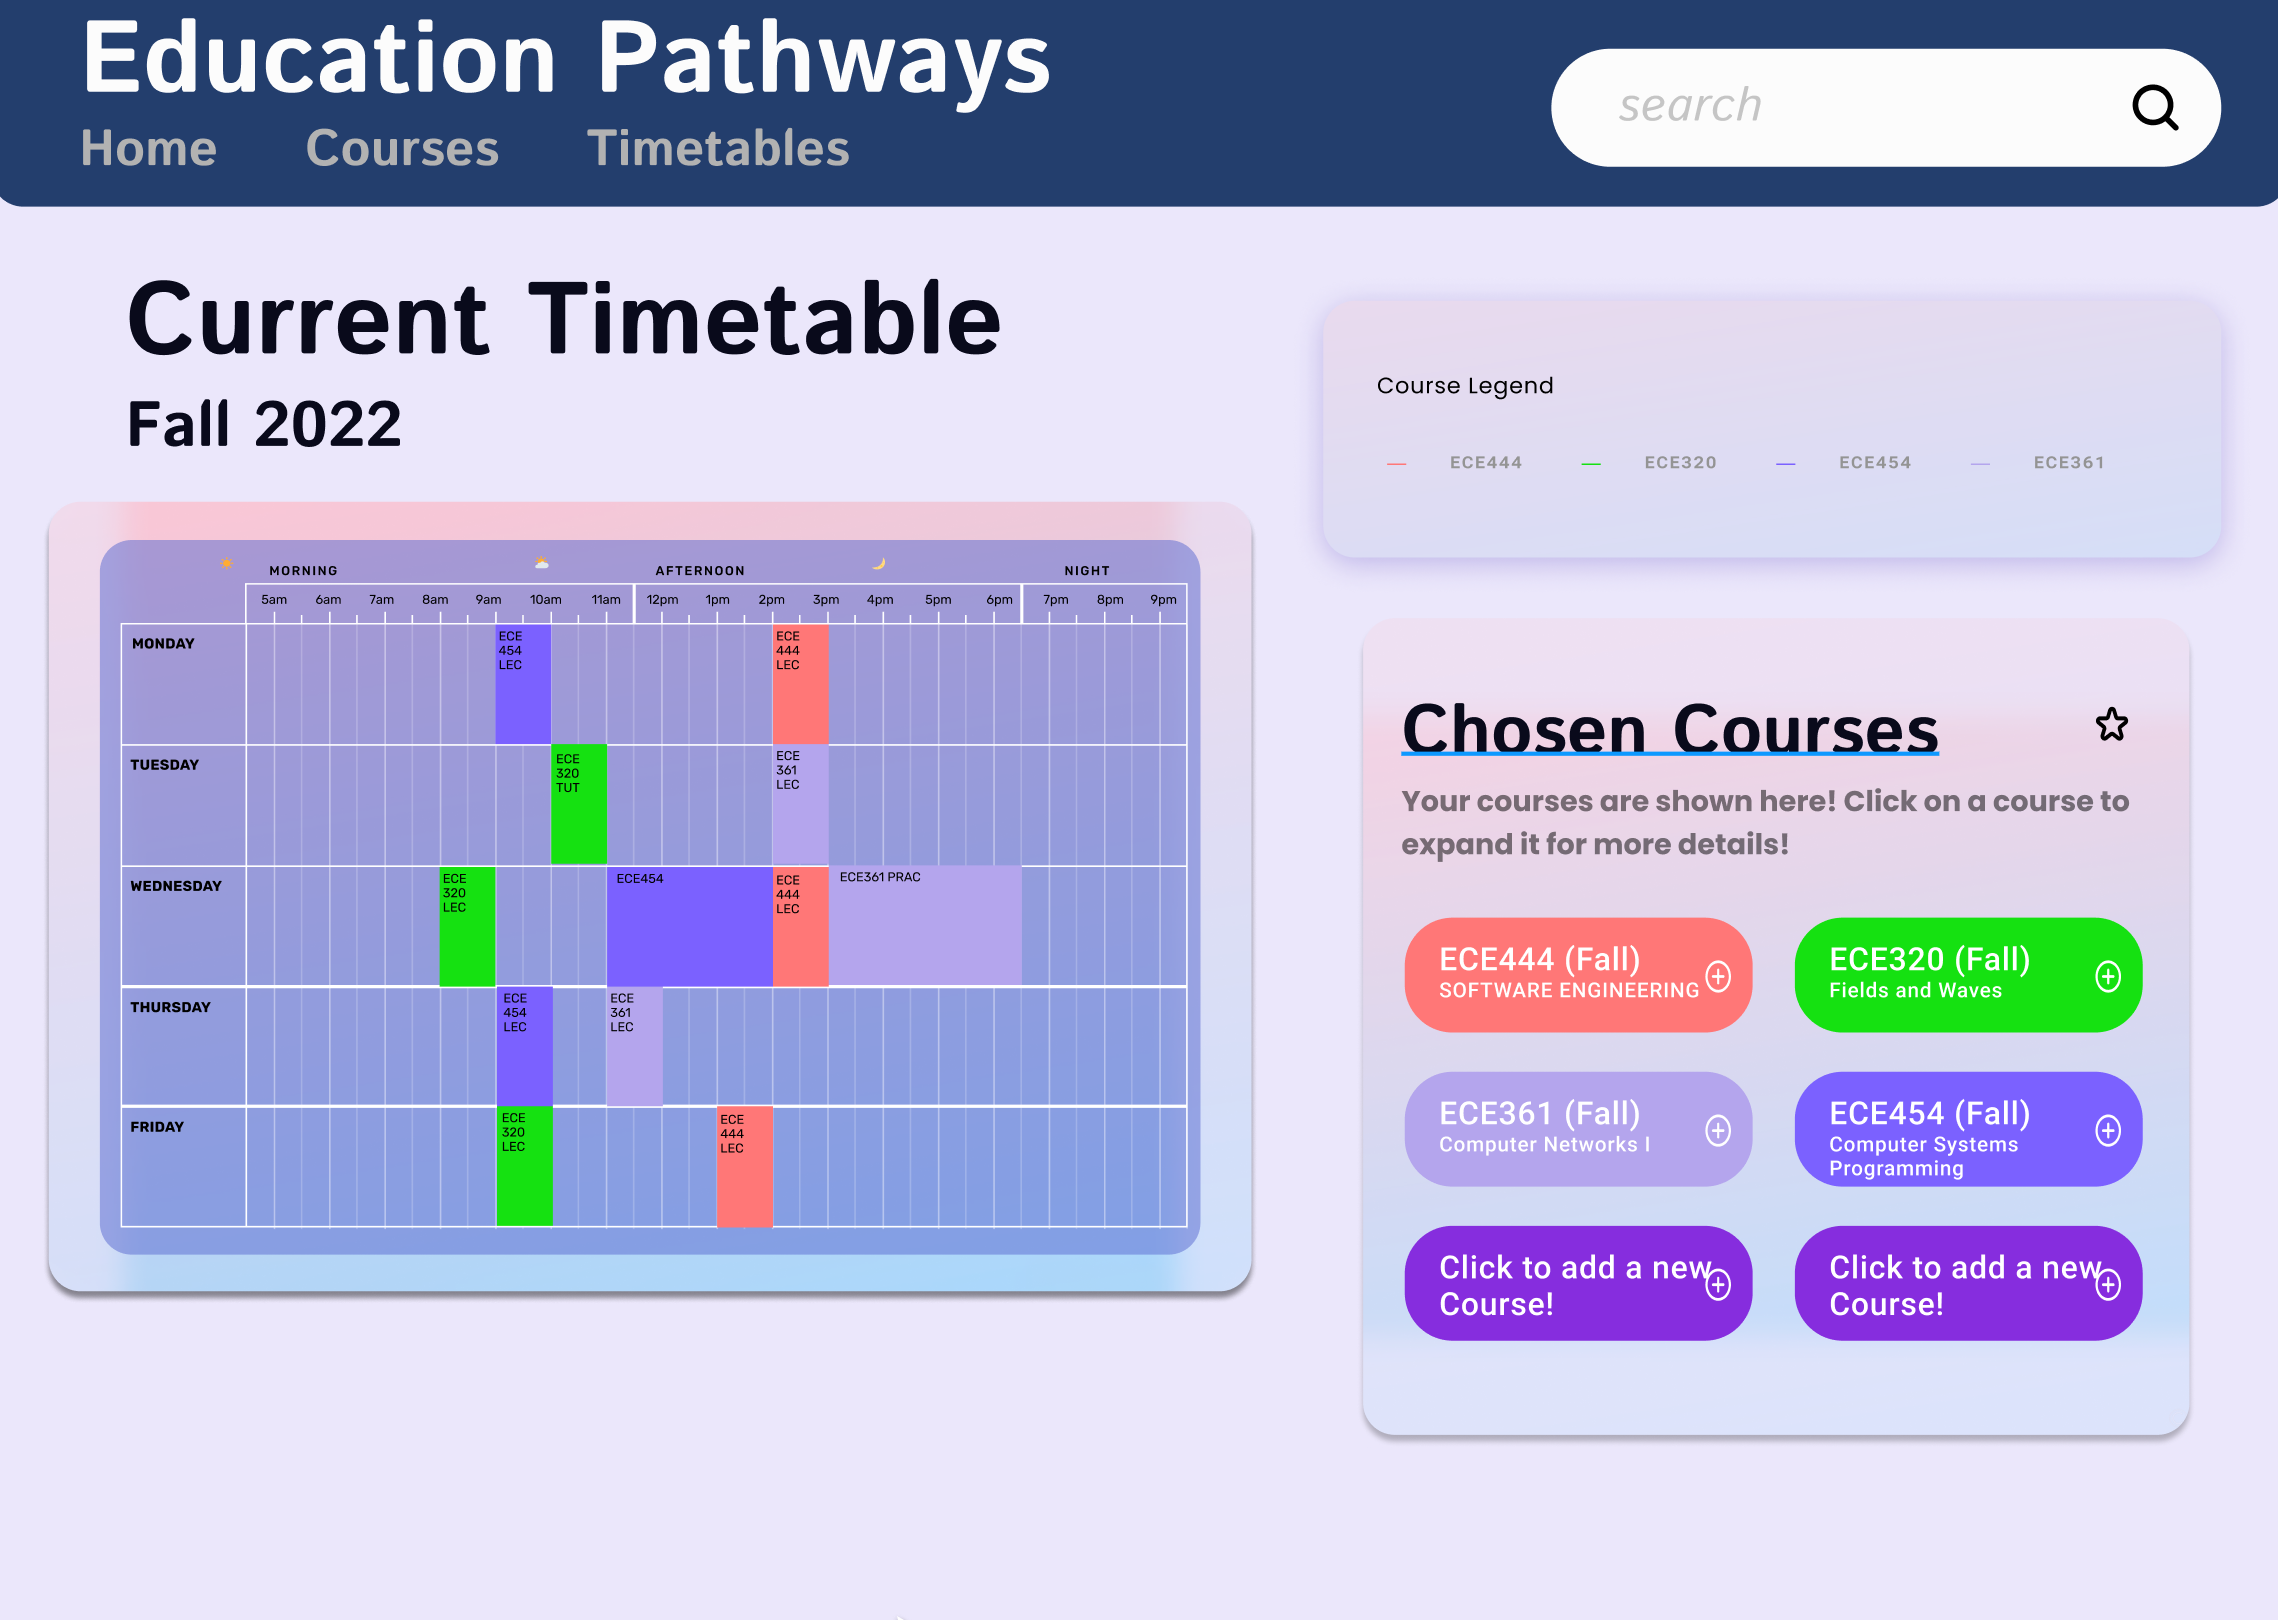 Education Pathways
Home Courses Timetables
search
Current Timetable
Fall 2022
Course Legend
ECE444 ECE320 ECE454 ECE361
MORNING AFTERNOON NIGHT
5am 6am 7am 8am 9am 10am 11am 12pm 1pm 2pm 3pm 4pm 5pm 6pm 7pm 8pm 9pm
MONDAY
ECE
454
LEC
ECE
444
LEC
TUESDAY
ECE
320
TUT
ECE
361
LEC
WEDNESDAY
ECE
320
LEC
ECE454
ECE
444
LEC
ECE361 PRAC
THURSDAY
ECE
454
LEC
ECE
361
LEC
FRIDAY
ECE
320
LEC
ECE
444
LEC
Chosen Courses
Your courses are shown here! Click on a course to
expand it for more details!
ECE444 (Fall)
SOFTWARE ENGINEERING
ECE320 (Fall)
Fields and Waves
ECE361 (Fall)
Computer Networks I
ECE454 (Fall)
Computer Systems
Programming
Click to add a new
Course!
Click to add a new
Course!